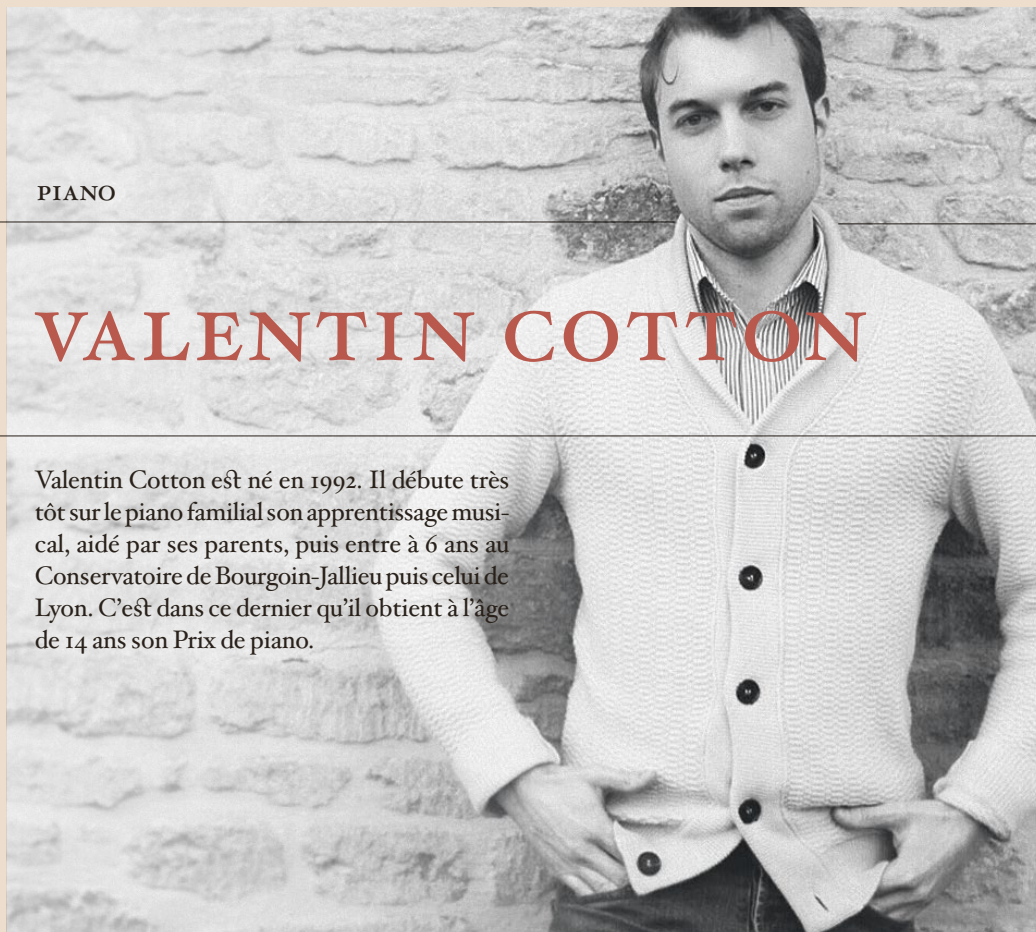 PIANO
VALENTIN COTTON
Valentin Cotton est né en 1992. Il débute très
tôt sur le piano familial son apprentissage musi-
cal, aidé par ses parents, puis entre à 6 ans au
Conservatoire de Bourgoin-Jallieu puis celui de
Lyon. C’est dans ce dernier qu’il obtient à l’âge
de 14 ans son Prix de piano.